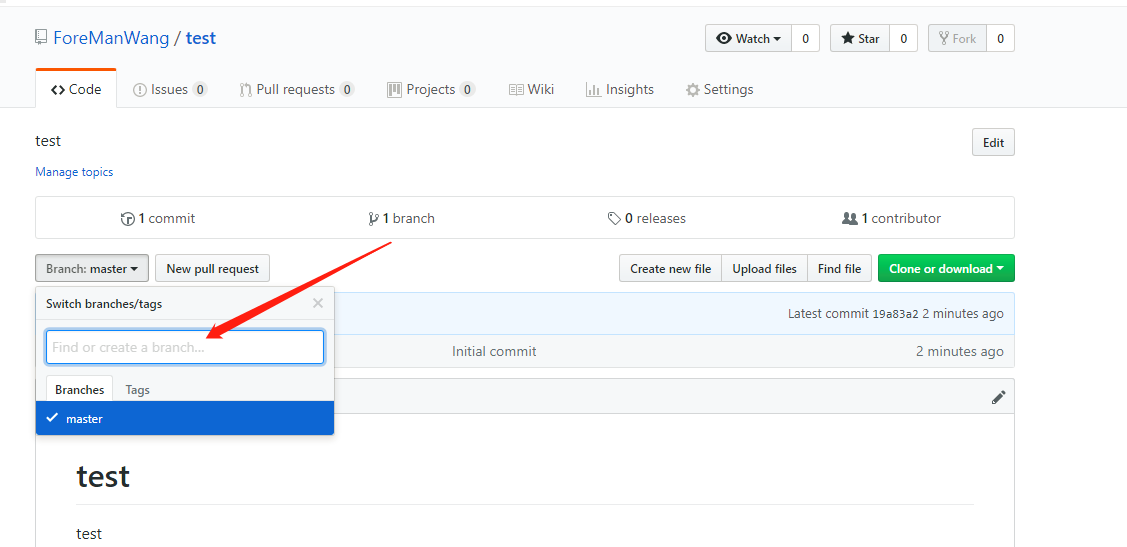 ForeManWang / test
Watch 0 Star 0 Fork 0
Code Issues 0 Pull requests 0 Projects 0 Wiki Insights Settings
test
Edit
Manage topics
1 commit 1 branch 0 releases 1 contributor
Branch: master New pull request Create new file Upload files Find file Clone or download
Switch branches/tags
Latest commit 19a83a2 2 minutes ago
Find or create a branch...
Initial commit 2 minutes ago
Branches Tags
master
test
test